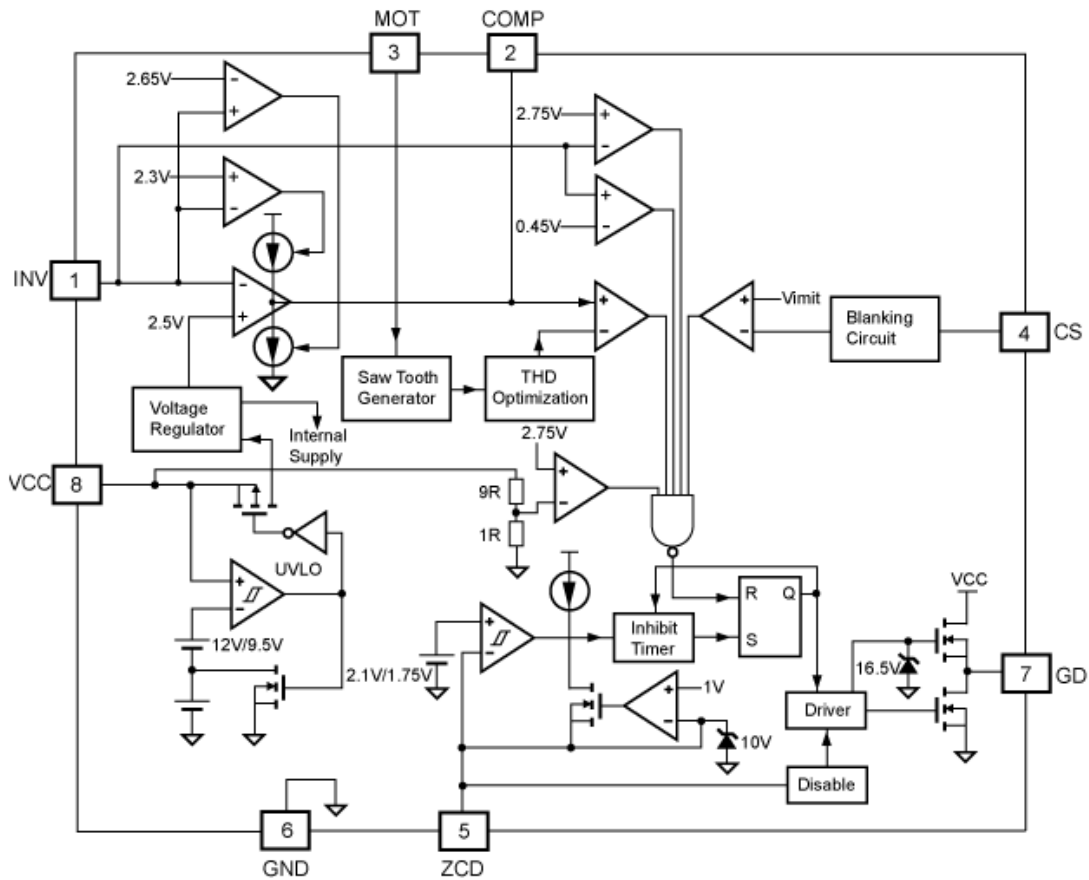 MOT
COMP
3
2
2.65V
-
+
2.75V
+
-
2.3V
+
-
+
0.45V
-
INV
1
-
2.5V
+
+
-
+
Vimit
-
Blanking
Circuit
4
CS
Saw Tooth
Generator
THD
Optimization
Voltage
Regulator
Internal
Supply
2.75V
VCC
8
9R
+
-
1R
UVLO
+
-
12V/9.5V
VCC
R
Q
S
+
-
Inhibit
Timer
2.1V/1.75V
16.5V
7
GD
+
1V
-
Driver
10V
Disable
6
5
GND
ZCD